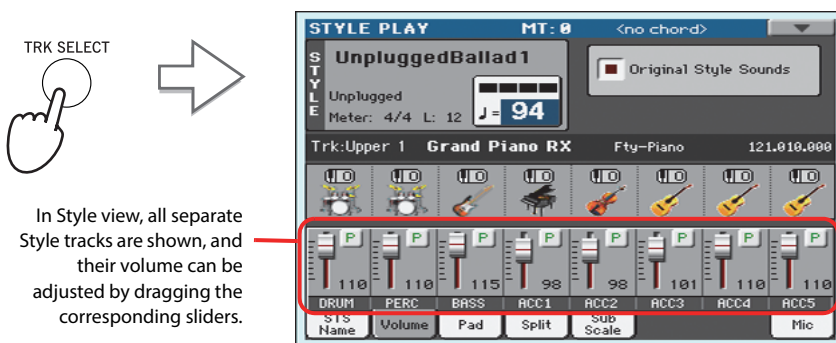 TRK SELECT
STYLE PLAY MT: 0 <no chord>
STYLE
UnpluggedBallad1
Original Style Sounds
Unplugged
Meter: 4/4 L: 12 ♩= 94
Trk:Upper 1 Grand Piano RX Fty-Piano 121.010.000
In Style view, all separate
Style tracks are shown, and
their volume can be
adjusted by dragging the
corresponding sliders.
P P P P P P P P
110 110 115 98 98 101 110 110
DRUM PERC BASS ACC1 ACC2 ACC3 ACC4 ACC5
STS Name Volume Pad Split Sub Scale Mic